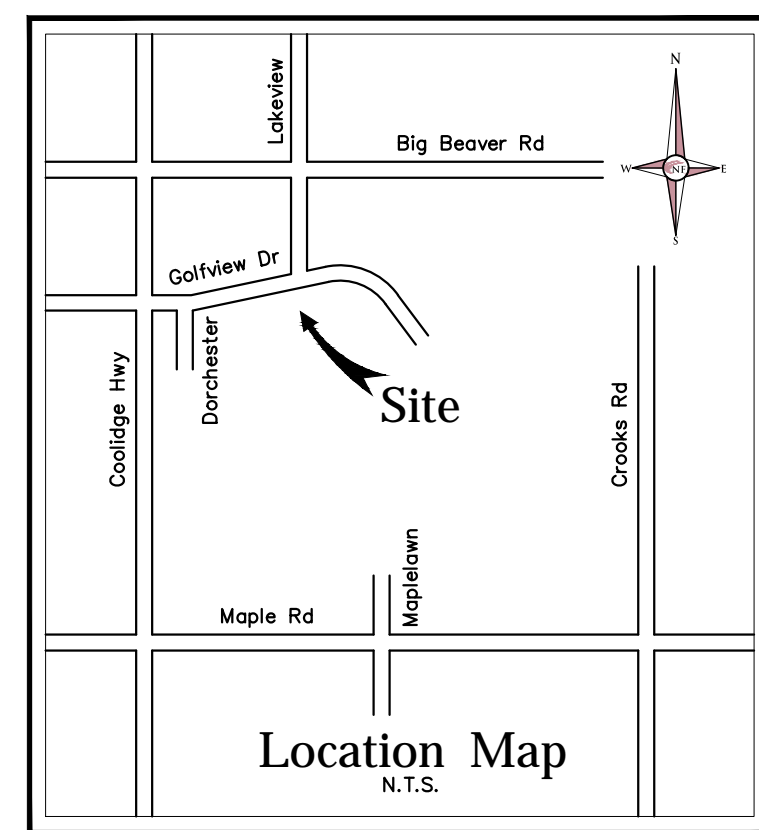 N
Lakeview
Big Beaver Rd
W
NF
E
S
Golfview Dr
Dorchester
Coolidge Hwy
Site
Crooks Rd
Maplelawn
Maple Rd
Location Map
N.T.S.